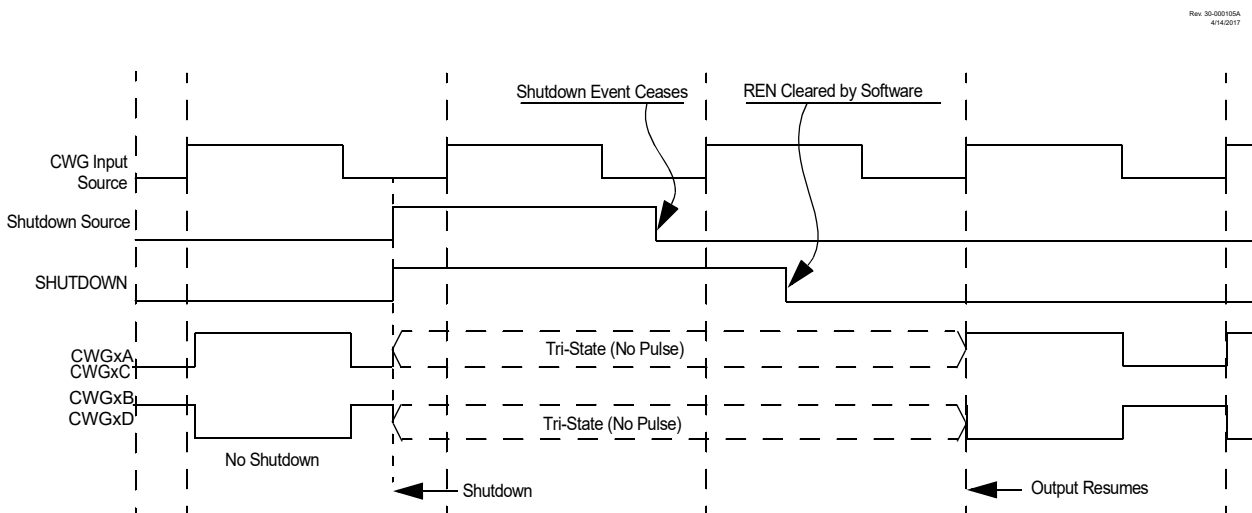 Rev. 30-000105A
4/14/2017
Shutdown Event Ceases
REN Cleared by Software
CWG Input
Source
Shutdown Source
SHUTDOWN
CWGxA
CWGxC
Tri-State (No Pulse)
CWGxB
CWGxD
Tri-State (No Pulse)
No Shutdown
Shutdown
Output Resumes